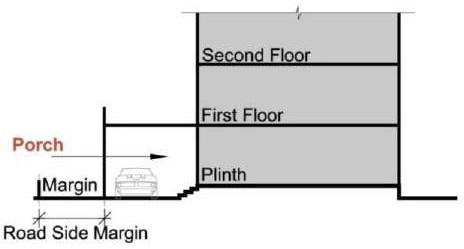 Second Floor
First Floor
Porch
Plinth
Margin
Road Side Margin